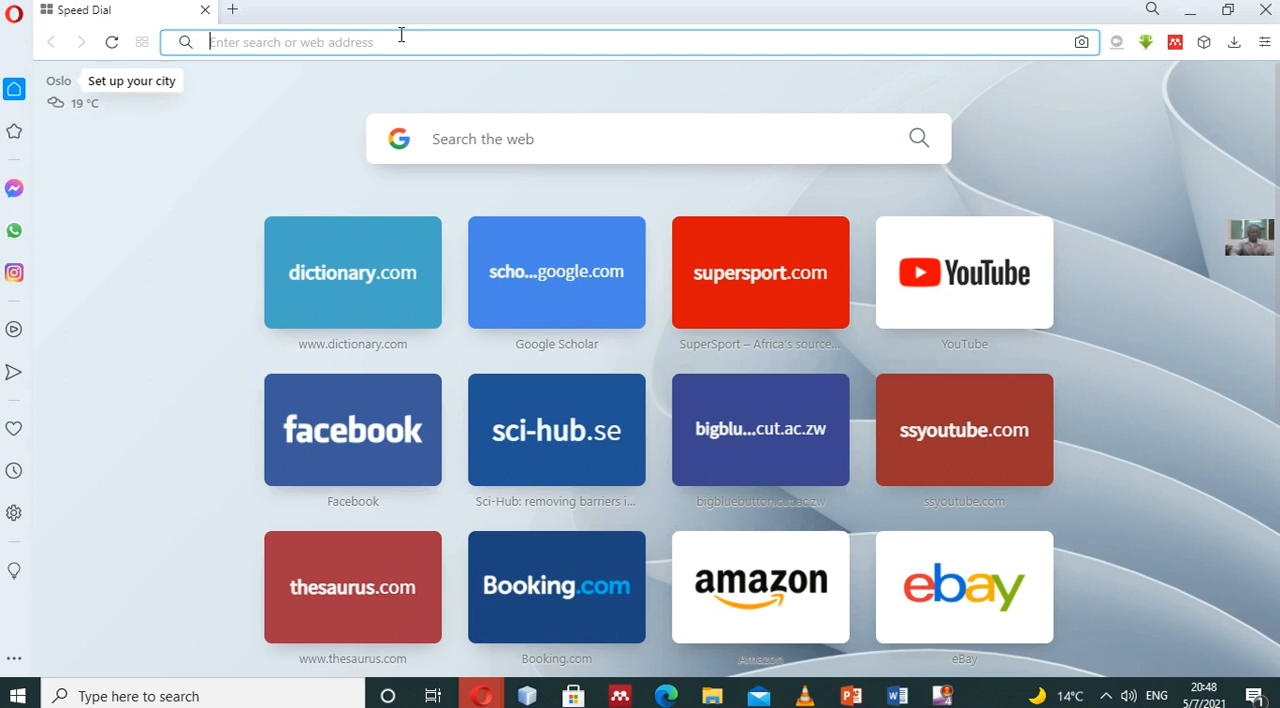 Speed Dial
Enter search or web address
Oslo
Set up your city
19 °C
Search the web
dictionary.com
scho...google.com
supersport.com
YouTube
www.dictionary.com
Google Scholar
SuperSport – Africa's source...
YouTube
facebook
sci-hub.se
bigblu...cut.ac.zw
ssyoutube.com
Facebook
Sci-Hub: removing barriers i...
bigbluebutton.cut.ac.zw
ssyoutube.com
thesaurus.com
Booking.com
amazon
ebay
www.thesaurus.com
Booking.com
Amazon
eBay
Type here to search
14°C
ENG
20:48
5/7/2021